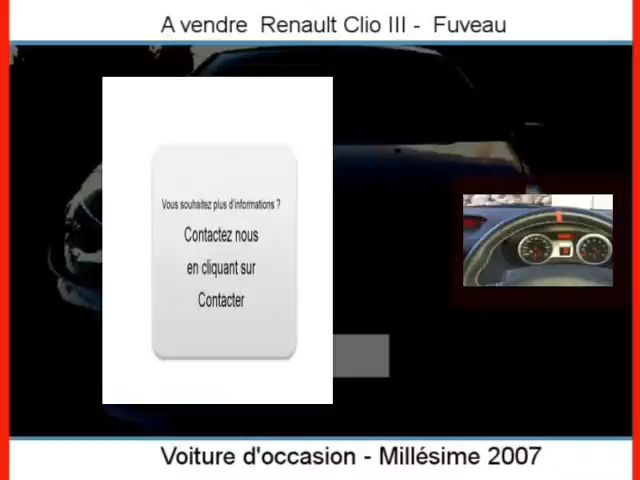 A vendre Renault Clio III - Fuveau
Vous souhaitez plus d'informations ?
Contactez nous
en cliquant sur
Contacter
Voiture d'occasion - Millésime 2007